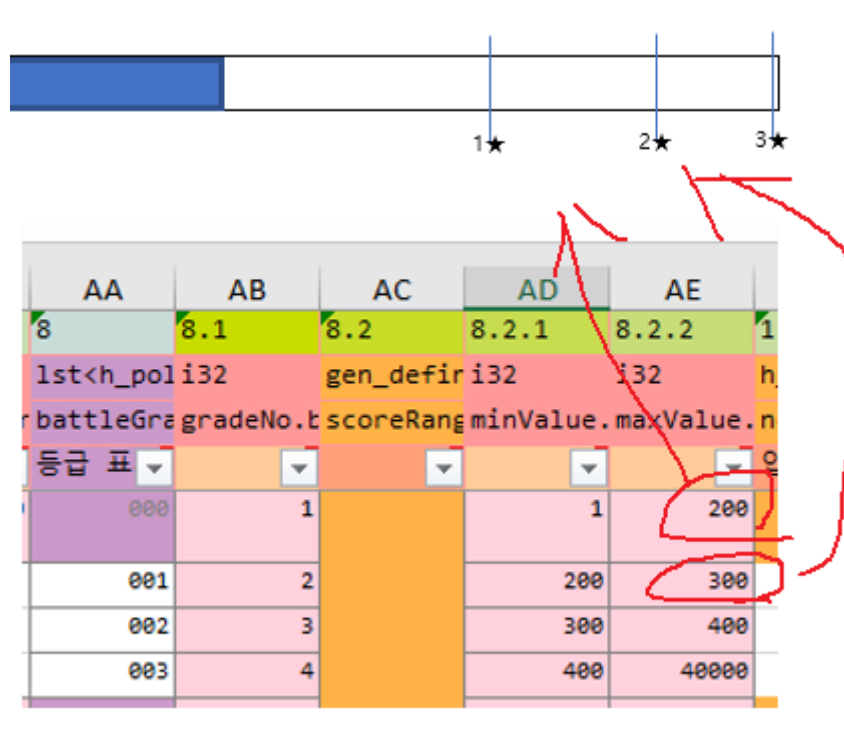 1★ 2★ 3★
AA AB AC AD AE
8 8.1 8.2 8.2.1 8.2.2 1
lst<h_pol i32 gen_defir i32 i32 h
battleGra gradeNo.b scoreRang minValue. maxValue. n
등급 표
000 1 1 200
001 2 200 300
002 3 300 400
003 4 400 40000